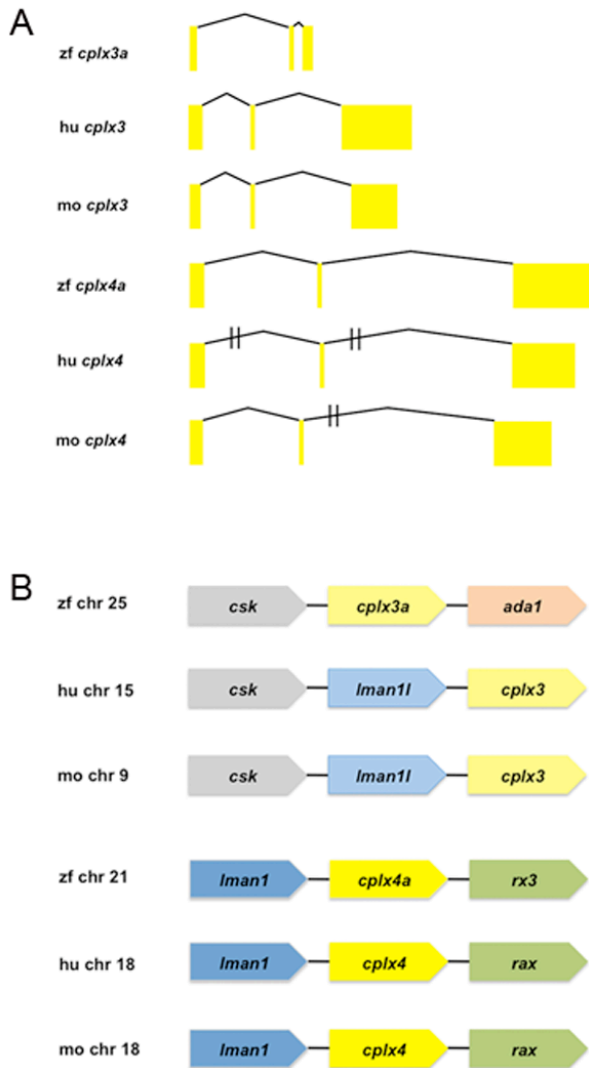 A
zf cplx3a
hu cplx3
mo cplx3
zf cplx4a
hu cplx4
mo cplx4
B
zf chr 25 csk cplx3a ada1
hu chr 15 csk lman1l cplx3
mo chr 9 csk lman1l cplx3
zf chr 21 lman1 cplx4a rx3
hu chr 18 lman1 cplx4 rax
mo chr 18 lman1 cplx4 rax